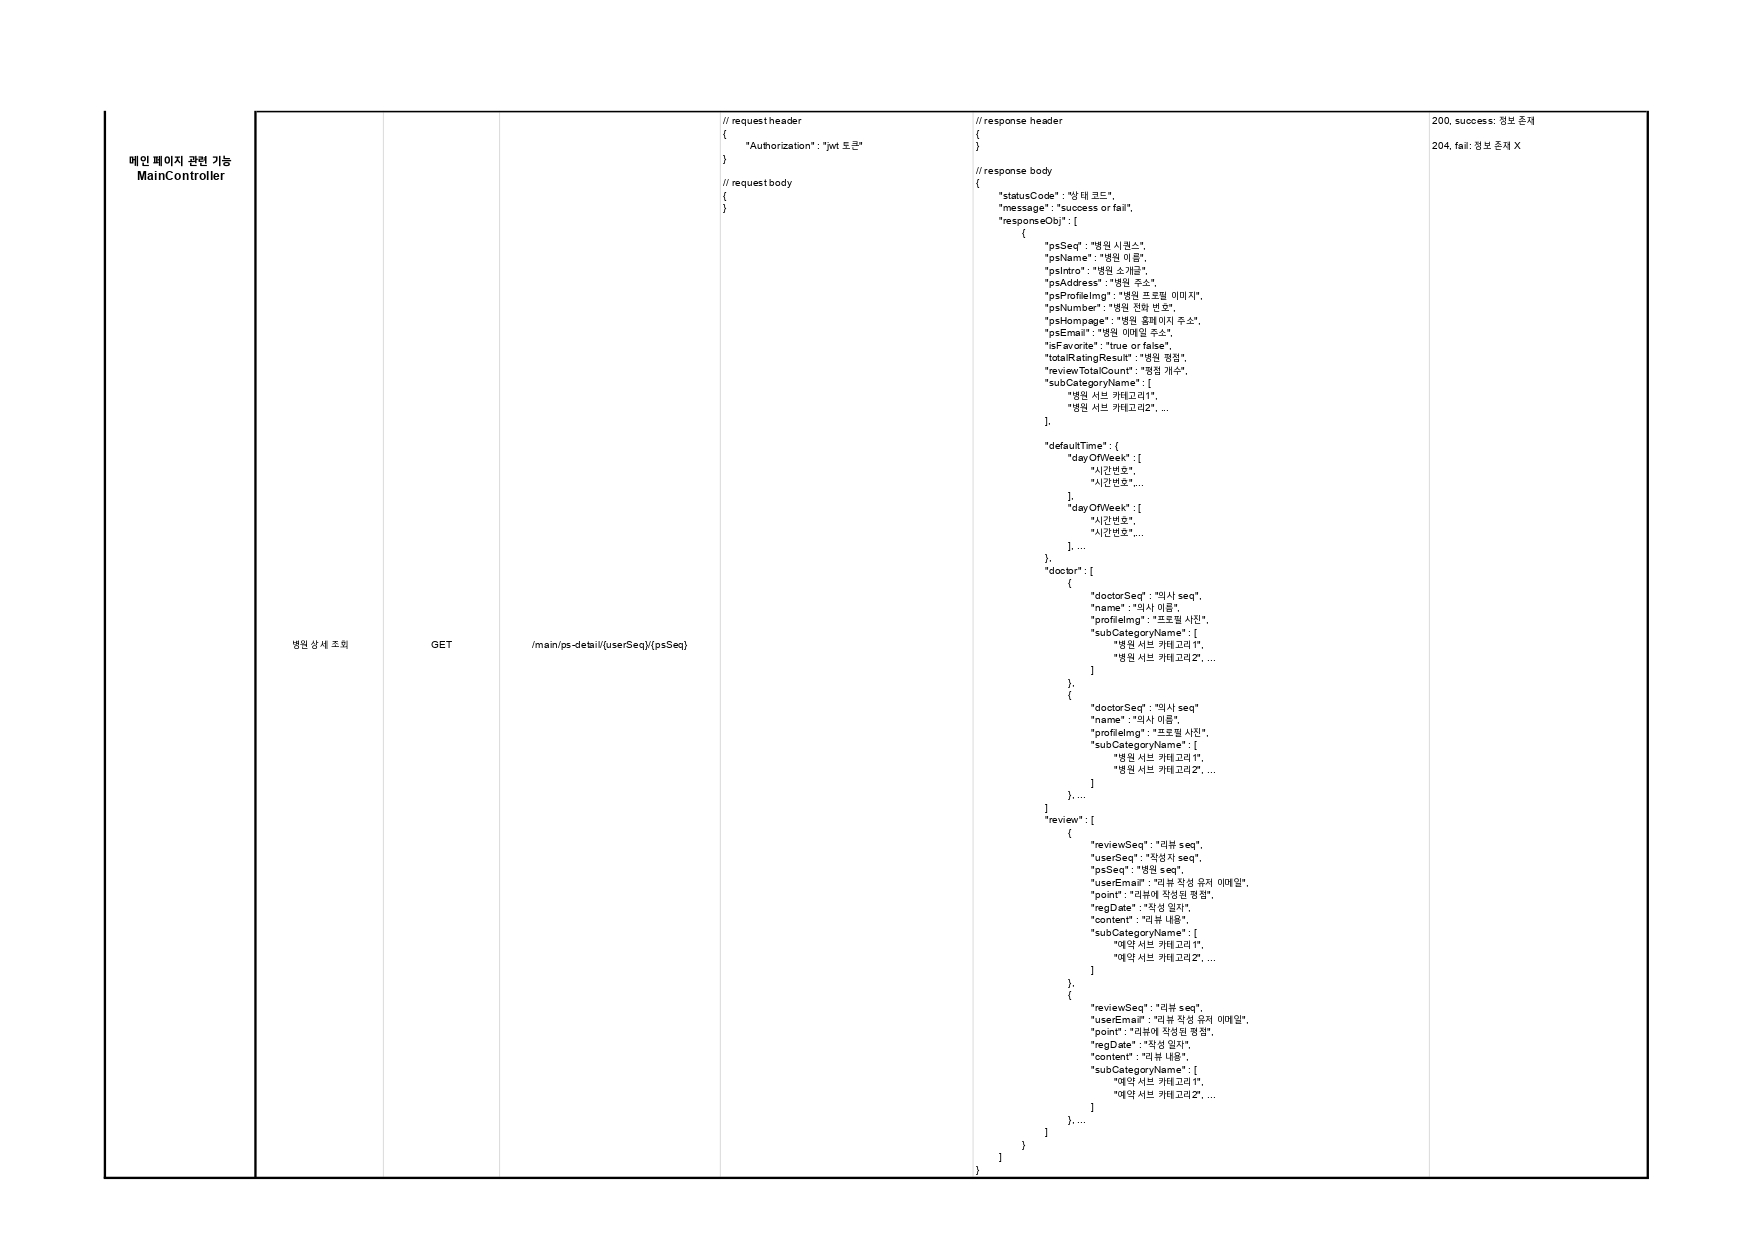 메인 페이지 관련 기능
MainController
병원 상세 조회
GET
/main/ps-detail/{userSeq}/{psSeq}
// request header
{
"Authorization" : "jwt 토큰"
}
// request body
{
}
// response header
{
}
// response body
{
"statusCode" : "상태 코드",
"message" : "success or fail",
"responseObj" : [
{
"psSeq" : "병원 시퀀스",
"psName" : "병원 이름",
"psIntro" : "병원 소개글",
"psAddress" : "병원 주소",
"psProfileImg" : "병원 프로필 이미지",
"psNumber" : "병원 전화 번호",
"psHompage" : "병원 홈페이지 주소",
"psEmail" : "병원 이메일 주소",
"isFavorite" : "true or false",
"totalRatingResult" : "병원 평점",
"reviewTotalCount" : "평점 개수",
"subCategoryName" : [
"병원 서브 카테고리1",
"병원 서브 카테고리2", ...
],
"defaultTime" : {
"dayOfWeek" : [
"시간번호",
"시간번호",...
],
"dayOfWeek" : [
"시간번호",
"시간번호",...
], ...
},
"doctor" : [
{
"doctorSeq" : "의사 seq",
"name" : "의사 이름",
"profileImg" : "프로필 사진",
"subCategoryName" : [
"병원 서브 카테고리1",
"병원 서브 카테고리2", ...
]
},
{
"doctorSeq" : "의사 seq"
"name" : "의사 이름",
"profileImg" : "프로필 사진",
"subCategoryName" : [
"병원 서브 카테고리1",
"병원 서브 카테고리2", ...
]
}, ...
]
"review" : [
{
"reviewSeq" : "리뷰 seq",
"userSeq" : "작성자 seq",
"psSeq" : "병원 seq",
"userEmail" : "리뷰 작성 유저 이메일",
"point" : "리뷰에 작성된 평점",
"regDate" : "작성 일자",
"content" : "리뷰 내용",
"subCategoryName" : [
"예약 서브 카테고리1",
"예약 서브 카테고리2", ...
]
},
{
"reviewSeq" : "리뷰 seq",
"userEmail" : "리뷰 작성 유저 이메일",
"point" : "리뷰에 작성된 평점",
"regDate" : "작성 일자",
"content" : "리뷰 내용",
"subCategoryName" : [
"예약 서브 카테고리1",
"예약 서브 카테고리2", ...
]
}, ...
]
}
]
}
200, success: 정보 존재
204, fail: 정보 존재 X